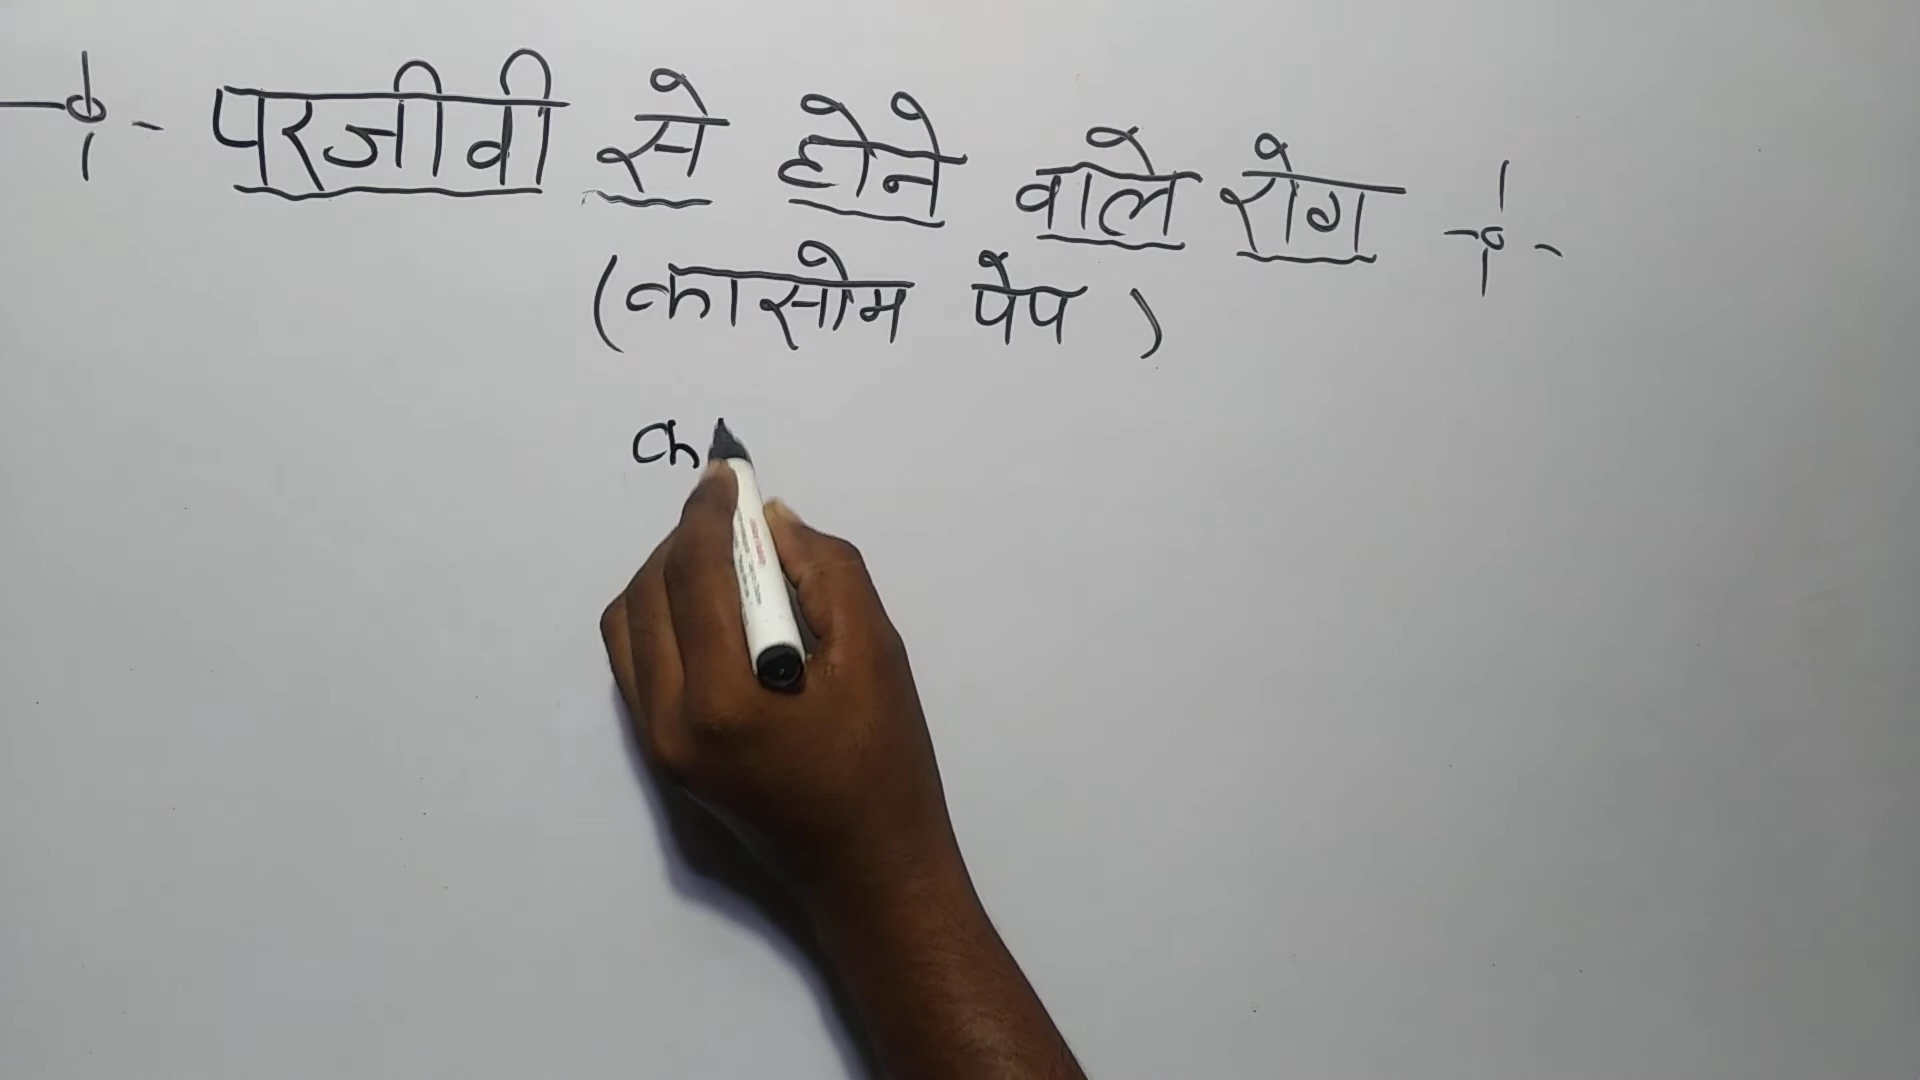 परजीवी से होने वाले रोग
(कासोम पेप)
क